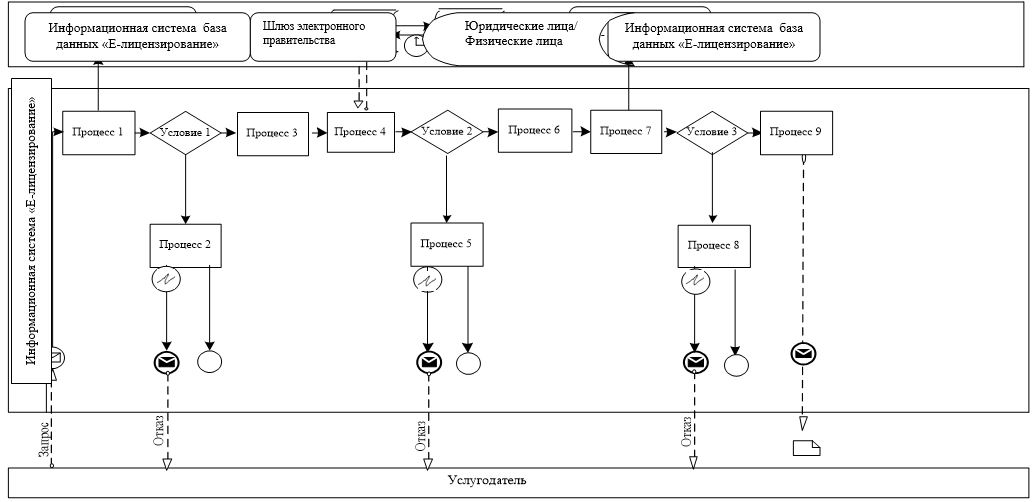 Информационная система база
данных «Е-лицензирование»
Шлюз электронного
правительства
Юридические лица/
Физические лица
Информационная система база
данных «Е-лицензирование»
Информационная система «Е-лицензирование»
Процесс 1
Условие 1
Процесс 3
Процесс 4
Условие 2
Процесс 6
Процесс 7
Условие 3
Процесс 9
Процесс 2
Процесс 5
Процесс 8
Запрос
Отказ
Отказ
Отказ
Услугодатель